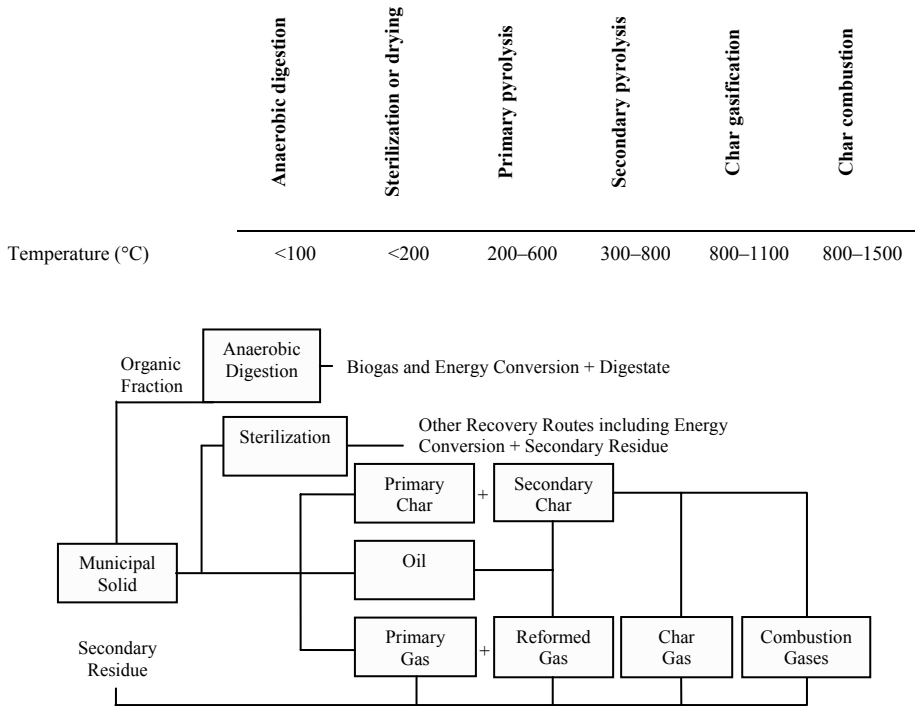 Anaerobic digestion
Sterilization or drying
Primary pyrolysis
Secondary pyrolysis
Char gasification
Char combustion
Temperature (°C) <100 <200 200–600 300–800 800–1100 800–1500
Organic
Fraction
Anaerobic
Digestion
Biogas and Energy Conversion + Digestate
Sterilization
Other Recovery Routes including Energy
Conversion + Secondary Residue
Primary
Char
+
Secondary
Char
Municipal
Solid
Oil
Secondary
Residue
Primary
Gas
+
Reformed
Gas
Char
Gas
Combustion
Gases